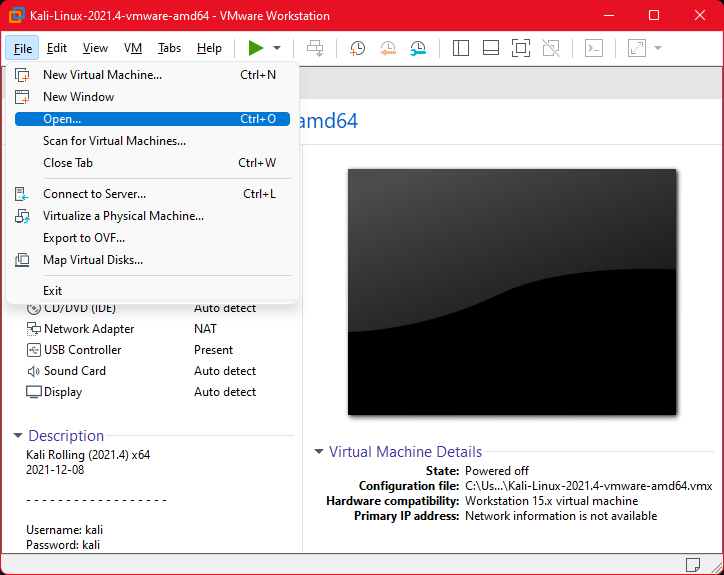 Kali-Linux-2021.4-vmware-amd64 - VMware Workstation
File Edit View VM Tabs Help
New Virtual Machine... Ctrl+N
New Window
Open... Ctrl+O
Scan for Virtual Machines...
Close Tab Ctrl+W
Connect to Server... Ctrl+L
Virtualize a Physical Machine...
Export to OVF...
Map Virtual Disks...
Exit
amd64
CD/DVD (IDE) Auto detect
Network Adapter NAT
USB Controller Present
Sound Card Auto detect
Display Auto detect
Description
Kali Rolling (2021.4) x64
2021-12-08
- - - - - - - - - - - - - - - - - -
Username: kali
Password: kali
Virtual Machine Details
State: Powered off
Configuration file: C:\Us...\Kali-Linux-2021.4-vmware-amd64.vmx
Hardware compatibility: Workstation 15.x virtual machine
Primary IP address: Network information is not available